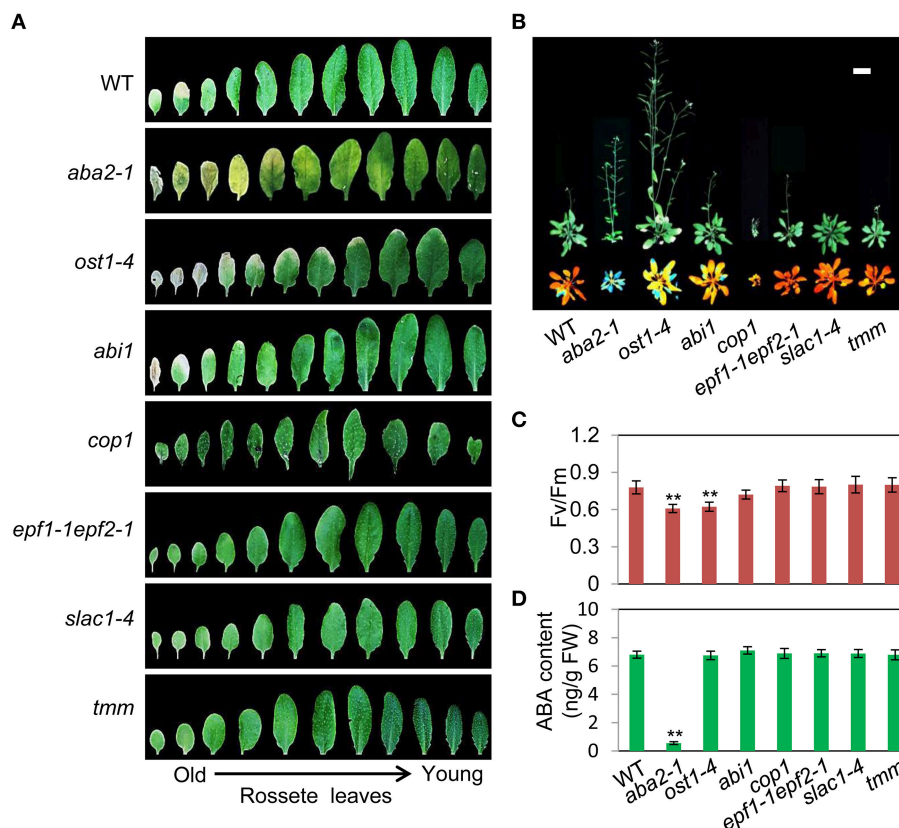 A
WT
aba2-1
ost1-4
abi1
cop1
epf1-1epf2-1
slac1-4
tmm
Old
Young
Rossete leaves
B
WT
aba2-1
ost1-4
abi1
cop1
epf1-1epf2-1
slac1-4
tmm
C
Fv/Fm
1.2
0.9
0.6
0.3
0
**
**
D
ABA content
(ng/g FW)
10
8
6
4
2
0
**
WT
aba2-1
ost1-4
abi1
cop1
epf1-1epf2-1
slac1-4
tmm